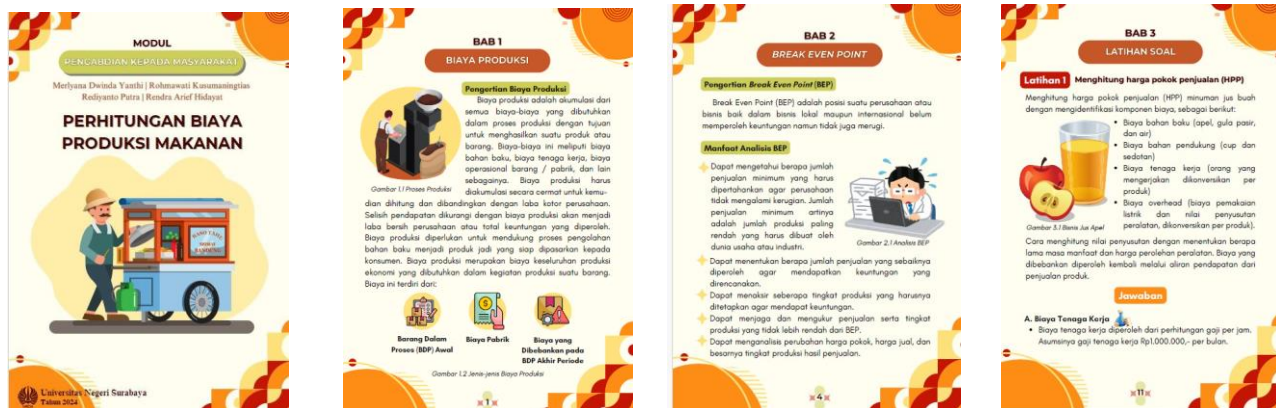 MODUL
PENGABDIAN KEPADA MASYARAKAT
Merlyana Dwinda Yanthi | Rohmawati Kusumaningtias
Rediyanto Putra | Rendra Arief Hidayat
PERHITUNGAN BIAYA
PRODUKSI MAKANAN
Universitas Negeri Surabaya
Tahun 2024
BAB 1
BIAYA PRODUKSI
Pengertian Biaya Produksi
Biaya produksi adalah akumulasi dari
semua biaya-biaya yang dibutuhkan
dalam proses produksi dengan tujuan
untuk menghasilkan suatu produk atau
barang. Biaya-biaya ini meliputi biaya
bahan baku, biaya tenaga kerja, biaya
operasional barang / pabrik, dan lain
sebagainya. Biaya produksi harus
diakumulasi secara cermat untuk kemu-
Gambar 1.1 Proses Produksi
dian dihitung dan dibandingkan dengan laba kotor perusahaan.
Selisih pendapatan dikurangi dengan biaya produksi akan menjadi
laba bersih perusahaan atau total keuntungan yang diperoleh.
Biaya produksi diperlukan untuk mendukung proses pengolahan
bahan baku menjadi produk jadi yang siap dipasarkan kepada
konsumen. Biaya produksi merupakan biaya keseluruhan produksi
ekonomi yang dibutuhkan dalam kegiatan produksi suatu barang.
Biaya ini terdiri dari:
Barang Dalam
Proses (BDP) Awal
Biaya Pabrik
Biaya yang
Dibebankan pada
BDP Akhir Periode
Gambar 1.2 Jenis-jenis Biaya Produksi
1
BAB 2
BREAK EVEN POINT
Pengertian Break Even Point (BEP)
Break Even Point (BEP) adalah posisi suatu perusahaan atau
bisnis baik dalam bisnis lokal maupun internasional belum
memperoleh keuntungan namun tidak juga merugi.
Manfaat Analisis BEP
Dapat mengetahui berapa jumlah
penjualan minimum yang harus
dipertahankan agar perusahaan
tidak mengalami kerugian. Jumlah
penjualan minimum artinya
adalah jumlah produksi paling
rendah yang harus dibuat oleh
dunia usaha atau industri.
Gambar 2.1 Analisis BEP
Dapat menentukan berapa jumlah penjualan yang sebaiknya
diperoleh agar mendapatkan keuntungan yang
direncanakan.
Dapat menaksir seberapa tingkat produksi yang harusnya
ditetapkan agar mendapat keuntungan.
Dapat menjaga dan mengukur penjualan serta tingkat
produksi yang tidak lebih rendah dari BEP.
Dapat menganalisis perubahan harga pokok, harga jual, dan
besarnya tingkat produksi hasil penjualan.
4
BAB 3
LATIHAN SOAL
Latihan 1 Menghitung harga pokok penjualan (HPP)
Menghitung harga pokok penjualan (HPP) minuman jus buah
dengan mengidentifikasi komponen biaya, sebagai berikut:
• Biaya bahan baku (apel, gula pasir,
dan air)
• Biaya bahan pendukung (cup dan
sedotan)
• Biaya tenaga kerja (orang yang
mengerjakan dikonversikan per
produk)
• Biaya overhead (biaya pemakaian
listrik dan nilai penyusutan
peralatan, dikonversikan per produk).
Gambar 3.1 Bisnis Jus Apel
Cara menghitung nilai penyusutan dengan menentukan berapa
lama masa manfaat dan harga perolehan peralatan. Biaya yang
dibebankan diperoleh kembali melalui aliran pendapatan dari
penjualan produk.
Jawaban
A. Biaya Tenaga Kerja
• Biaya tenaga kerja diperoleh dari perhitungan gaji per jam.
Asumsinya gaji tenaga kerja Rp1.000.000,- per bulan.
11